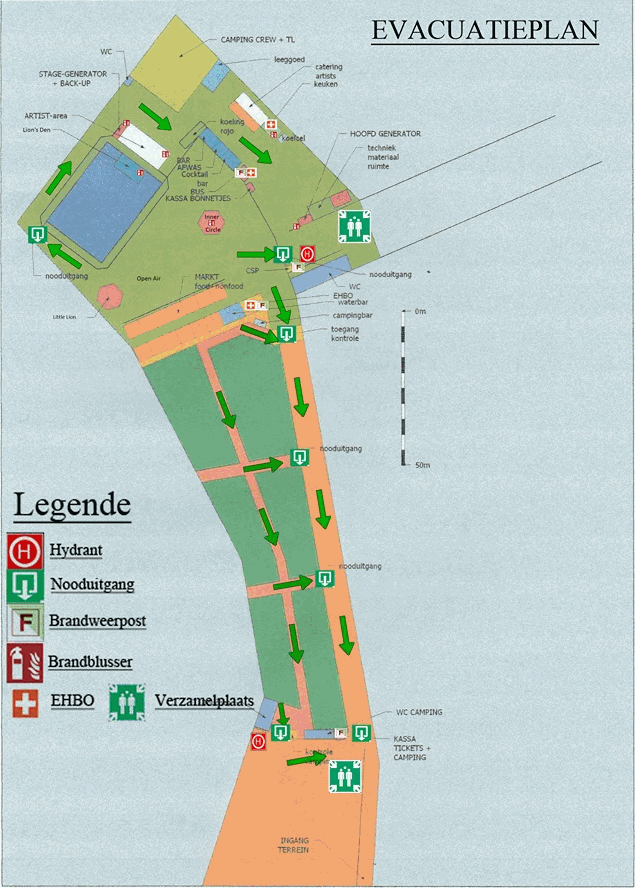 EVACUATIEPLAN
CAMPING CREW + TL
WC
leeggoed
STAGE-GENERATOR
+ BACK-UP
catering
artists
keuken
ARTIST-area
Lion's Den
koeling
rojo
koelcel
HOOFD GENERATOR
techniek
materiaal
ruimte
BAR
AFWAS
Cocktail
bar
BUS
KASSA BONNETJES
Inner
Circle
nooduitgang
Open Air
CSP
F
H
nooduitgang
MARKT
food+nonfood
WC
EHBO
waterbar
F
campingbar
Little Lion
toegang
kontrole
0m
nooduitgang
50m
Legende
H Hydrant
Nooduitgang
F Brandweerpost
Brandblusser
EHBO
Verzamelplaats
nooduitgang
WC CAMPING
F
H
KASSA
TICKETS +
CAMPING
kontrole
INGANG
TERREIN